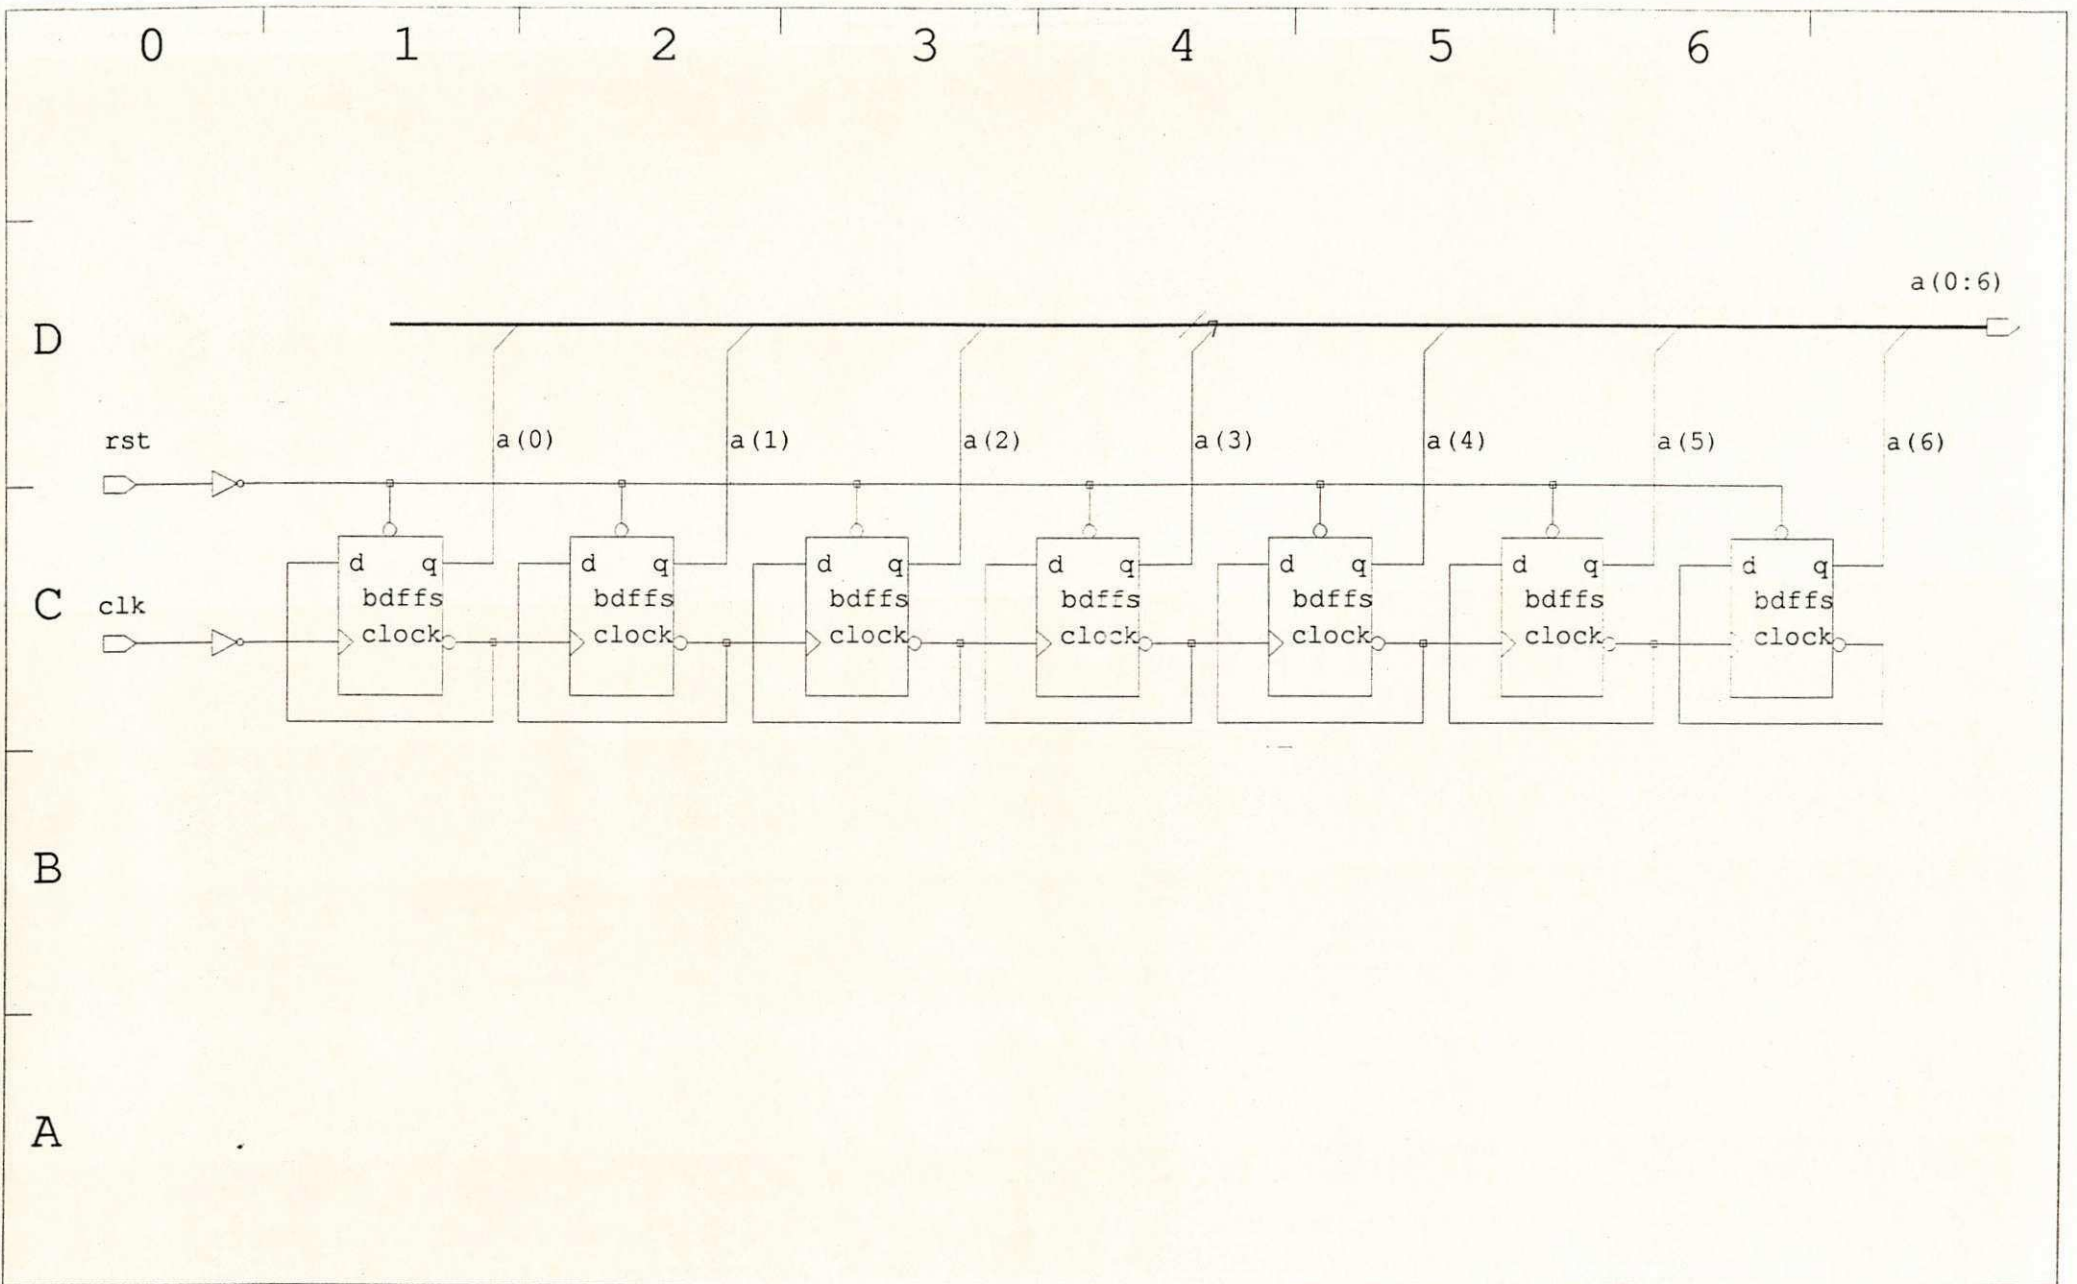 0 1 2 3 4 5 6
a(0:6)
D
7
rst a(0) a(1) a(2) a(3) a(4) a(5) a(6)
d q d q d q d q d q d q d q
C clk bdffs bdffs bdffs bdffs bdffs bdffs bdffs
clock clock clock clock clock clock clock
B
A